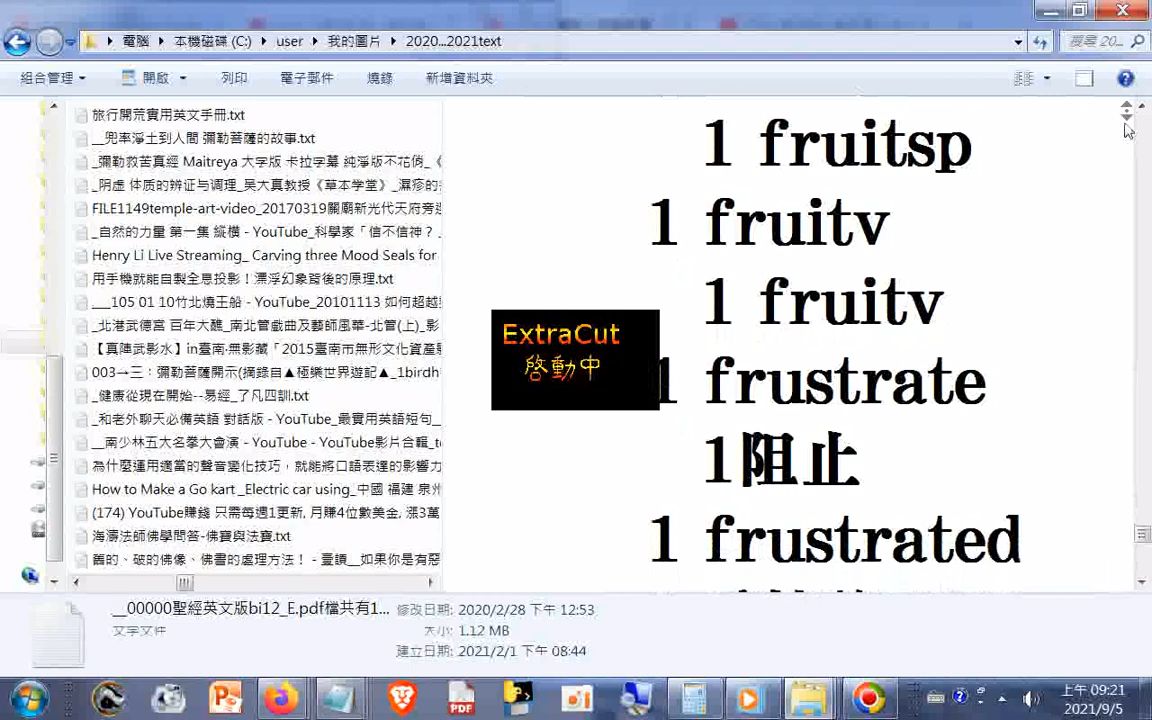 電腦 本機磁碟 (C:) user 我的圖片 2020...2021text 搜尋 20...
組合管理 開啟 列印 電子郵件 燒錄 新增資料夾
旅行開荒實用英文手冊.txt
__兜率淨土到人間 彌勒菩薩的故事.txt
_彌勒救苦真經 Maitreya 大字版 卡拉字幕 純淨版不花俏_《
_阴虚 体质的辨证与调理_吴大真教授《草本学堂》_濕疹的
FILE1149temple-art-video_20170319關廟新光代天府旁邊
_自然的力量 第一集 縱橫 - YouTube_科學家「信不信神？」
Henry Li Live Streaming_ Carving three Mood Seals for
用手機就能自製全息投影！漂浮幻象背後的原理.txt
___105 01 10竹北燒王船 - YouTube_20101113 如何超越
_北港武德宮 百年大醮_南北管戲曲及藝師風華-北管(上)_影
【真陣武影水】in臺南‧無影藏「2015臺南市無形文化資產
003→三：彌勒菩薩開示(摘錄自▲極樂世界遊記▲_1birdh
_健康從現在開始--易經_了凡四訓.txt
_和老外聊天必備英語 對話版 - YouTube_最實用英語短句_
__南少林五大名拳大會演 - YouTube - YouTube影片合輯_to
為什麼運用適當的聲音變化技巧，就能將口語表達的影響力
How to Make a Go kart _Electric car using_中國 福建 泉州
(174) YouTube賺錢 只需每週1更新, 月賺4位數美金, 漲3萬
海濤法師佛學問答-佛寶與法寶.txt
舊的、破的佛像、佛書的處理方法！ - 臺讀__如果你是有惡
1 fruitsp
1 fruitv
1 fruitv
1 frustrate
1阻止
1 frustrated
ExtraCut
啓動中
__00000聖經英文版bi12_E.pdf檔共有1... 修改日期: 2020/2/28 下午 12:53
文字文件 大小: 1.12 MB
建立日期: 2021/2/1 下午 08:44
上午 09:21
2021/9/5